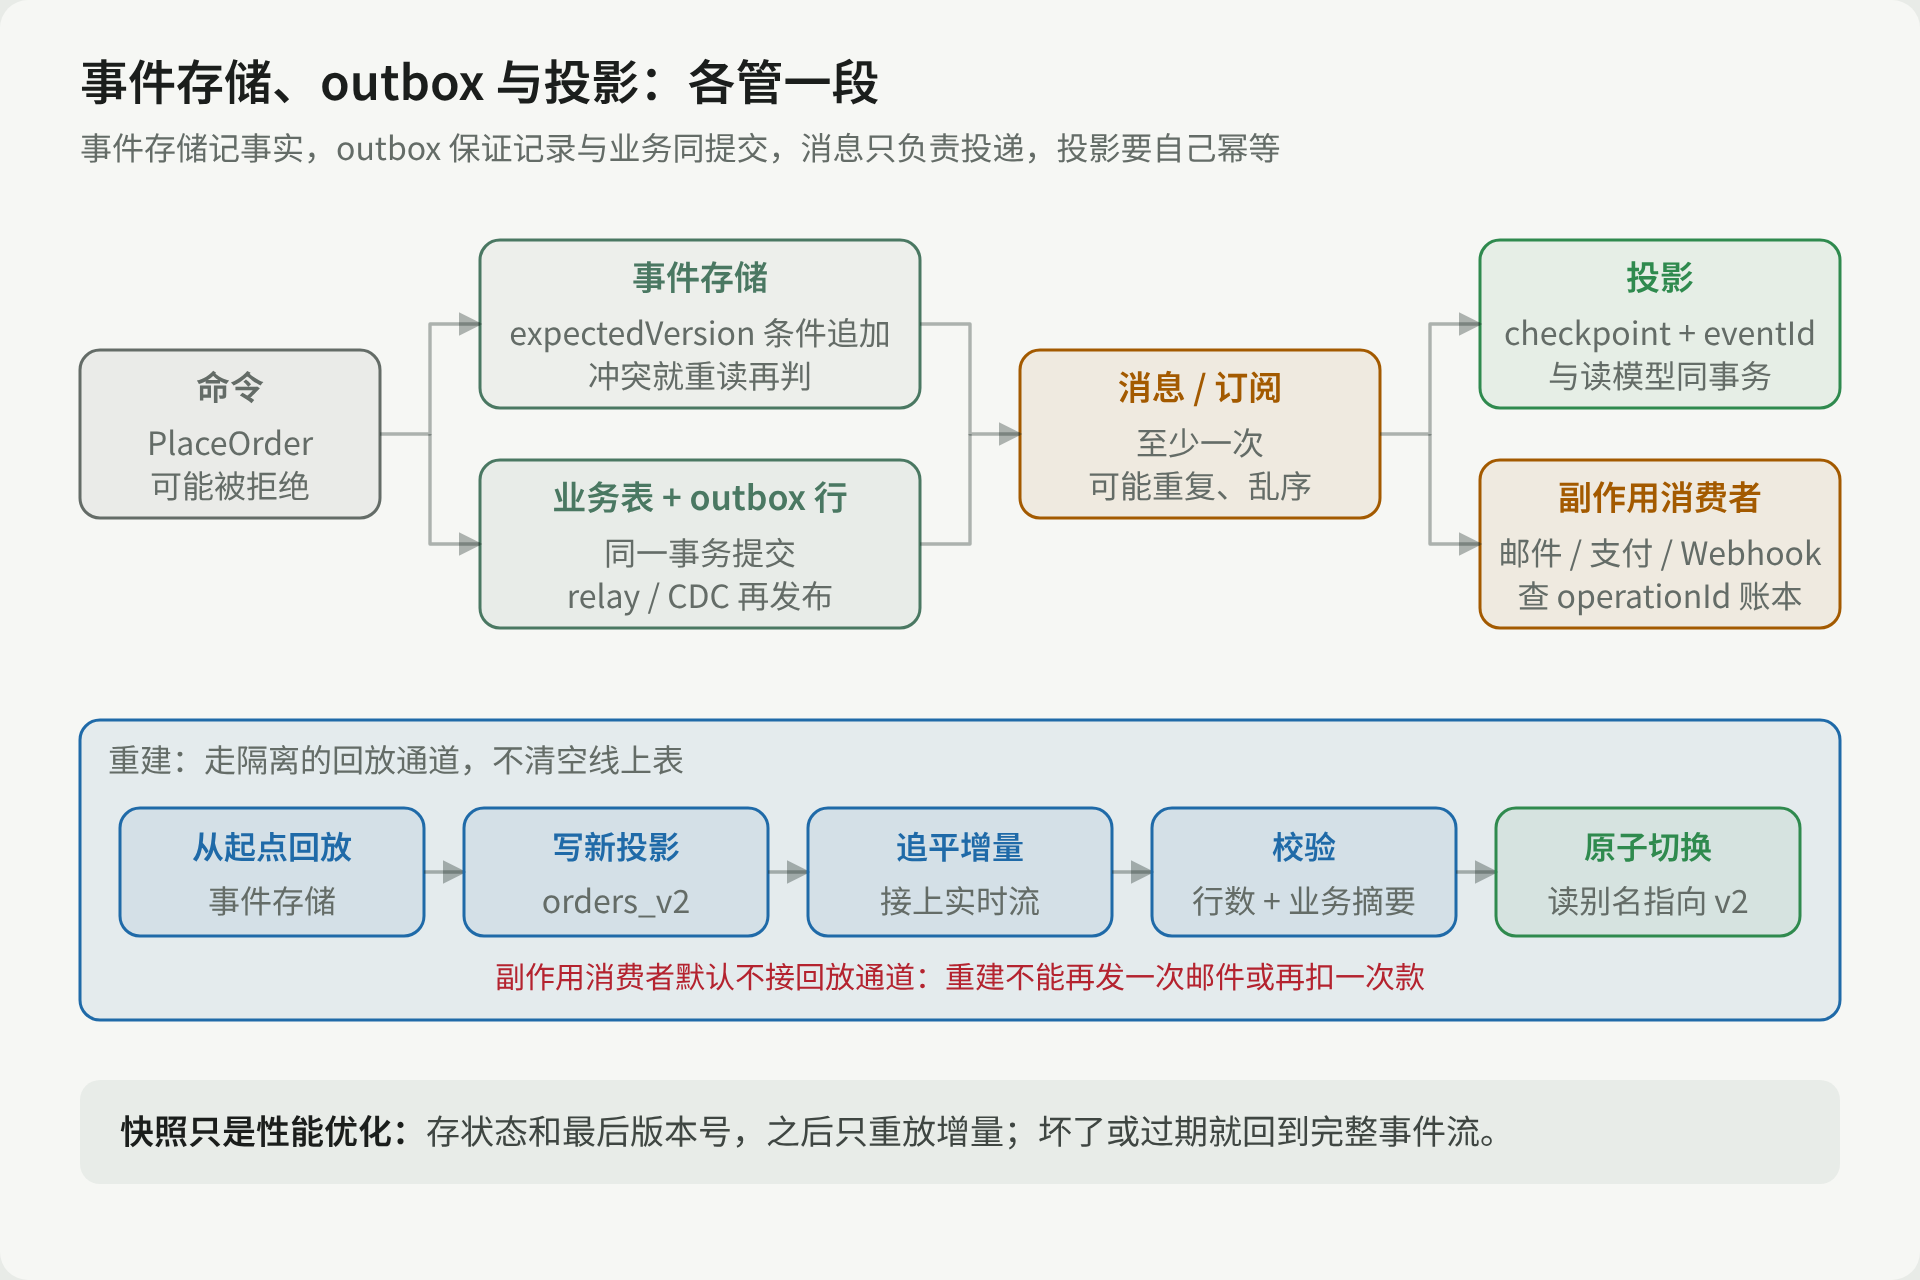 事件存储、outbox 与投影：各管一段
事件存储记事实，outbox 保证记录与业务同提交，消息只负责投递，投影要自己幂等
命令
PlaceOrder
可能被拒绝
事件存储
expectedVersion 条件追加
冲突就重读再判
业务表 + outbox 行
同一事务提交
relay / CDC 再发布
消息 / 订阅
至少一次
可能重复、乱序
投影
checkpoint + eventId
与读模型同事务
副作用消费者
邮件 / 支付 / Webhook
查 operationId 账本
重建：走隔离的回放通道，不清空线上表
从起点回放
事件存储
写新投影
orders_v2
追平增量
接上实时流
校验
行数 + 业务摘要
原子切换
读别名指向 v2
副作用消费者默认不接回放通道：重建不能再发一次邮件或再扣一次款
快照只是性能优化：存状态和最后版本号，之后只重放增量；坏了或过期就回到完整事件流。